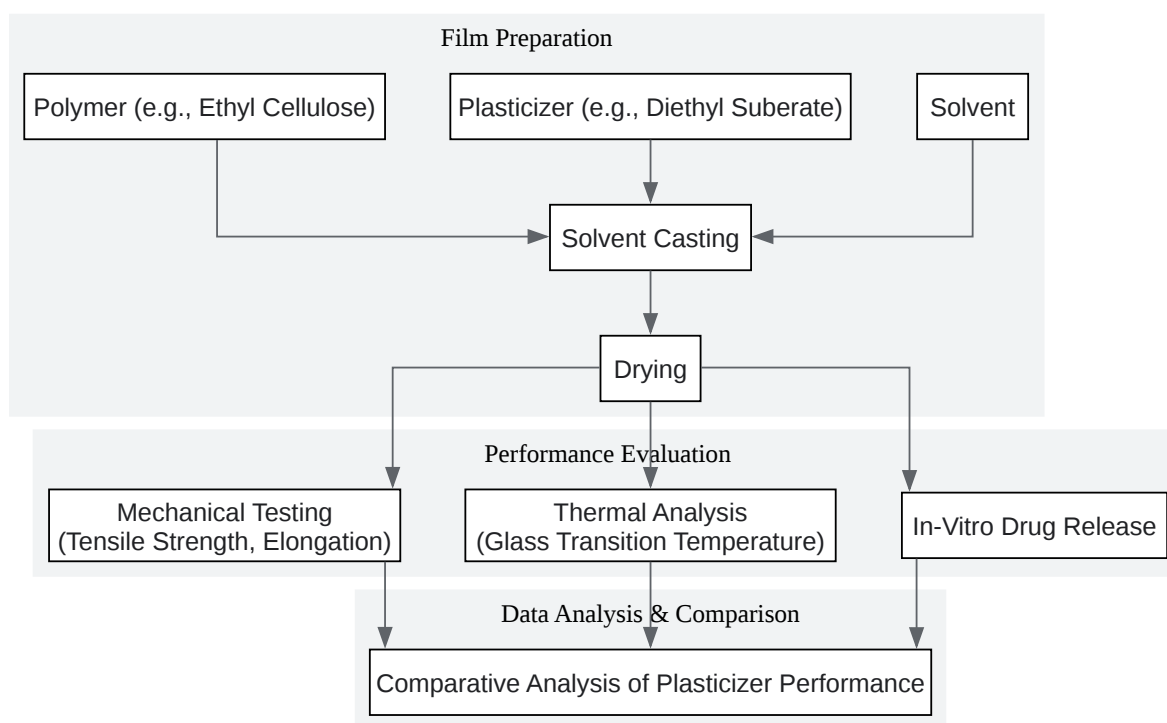 Film Preparation
Polymer (e.g., Ethyl Cellulose)
Plasticizer (e.g., Diethyl Suberate)
Solvent
Solvent Casting
Drying
Performance Evaluation
Mechanical Testing
(Tensile Strength, Elongation)
Thermal Analysis
(Glass Transition Temperature)
In-Vitro Drug Release
Data Analysis & Comparison
Comparative Analysis of Plasticizer Performance